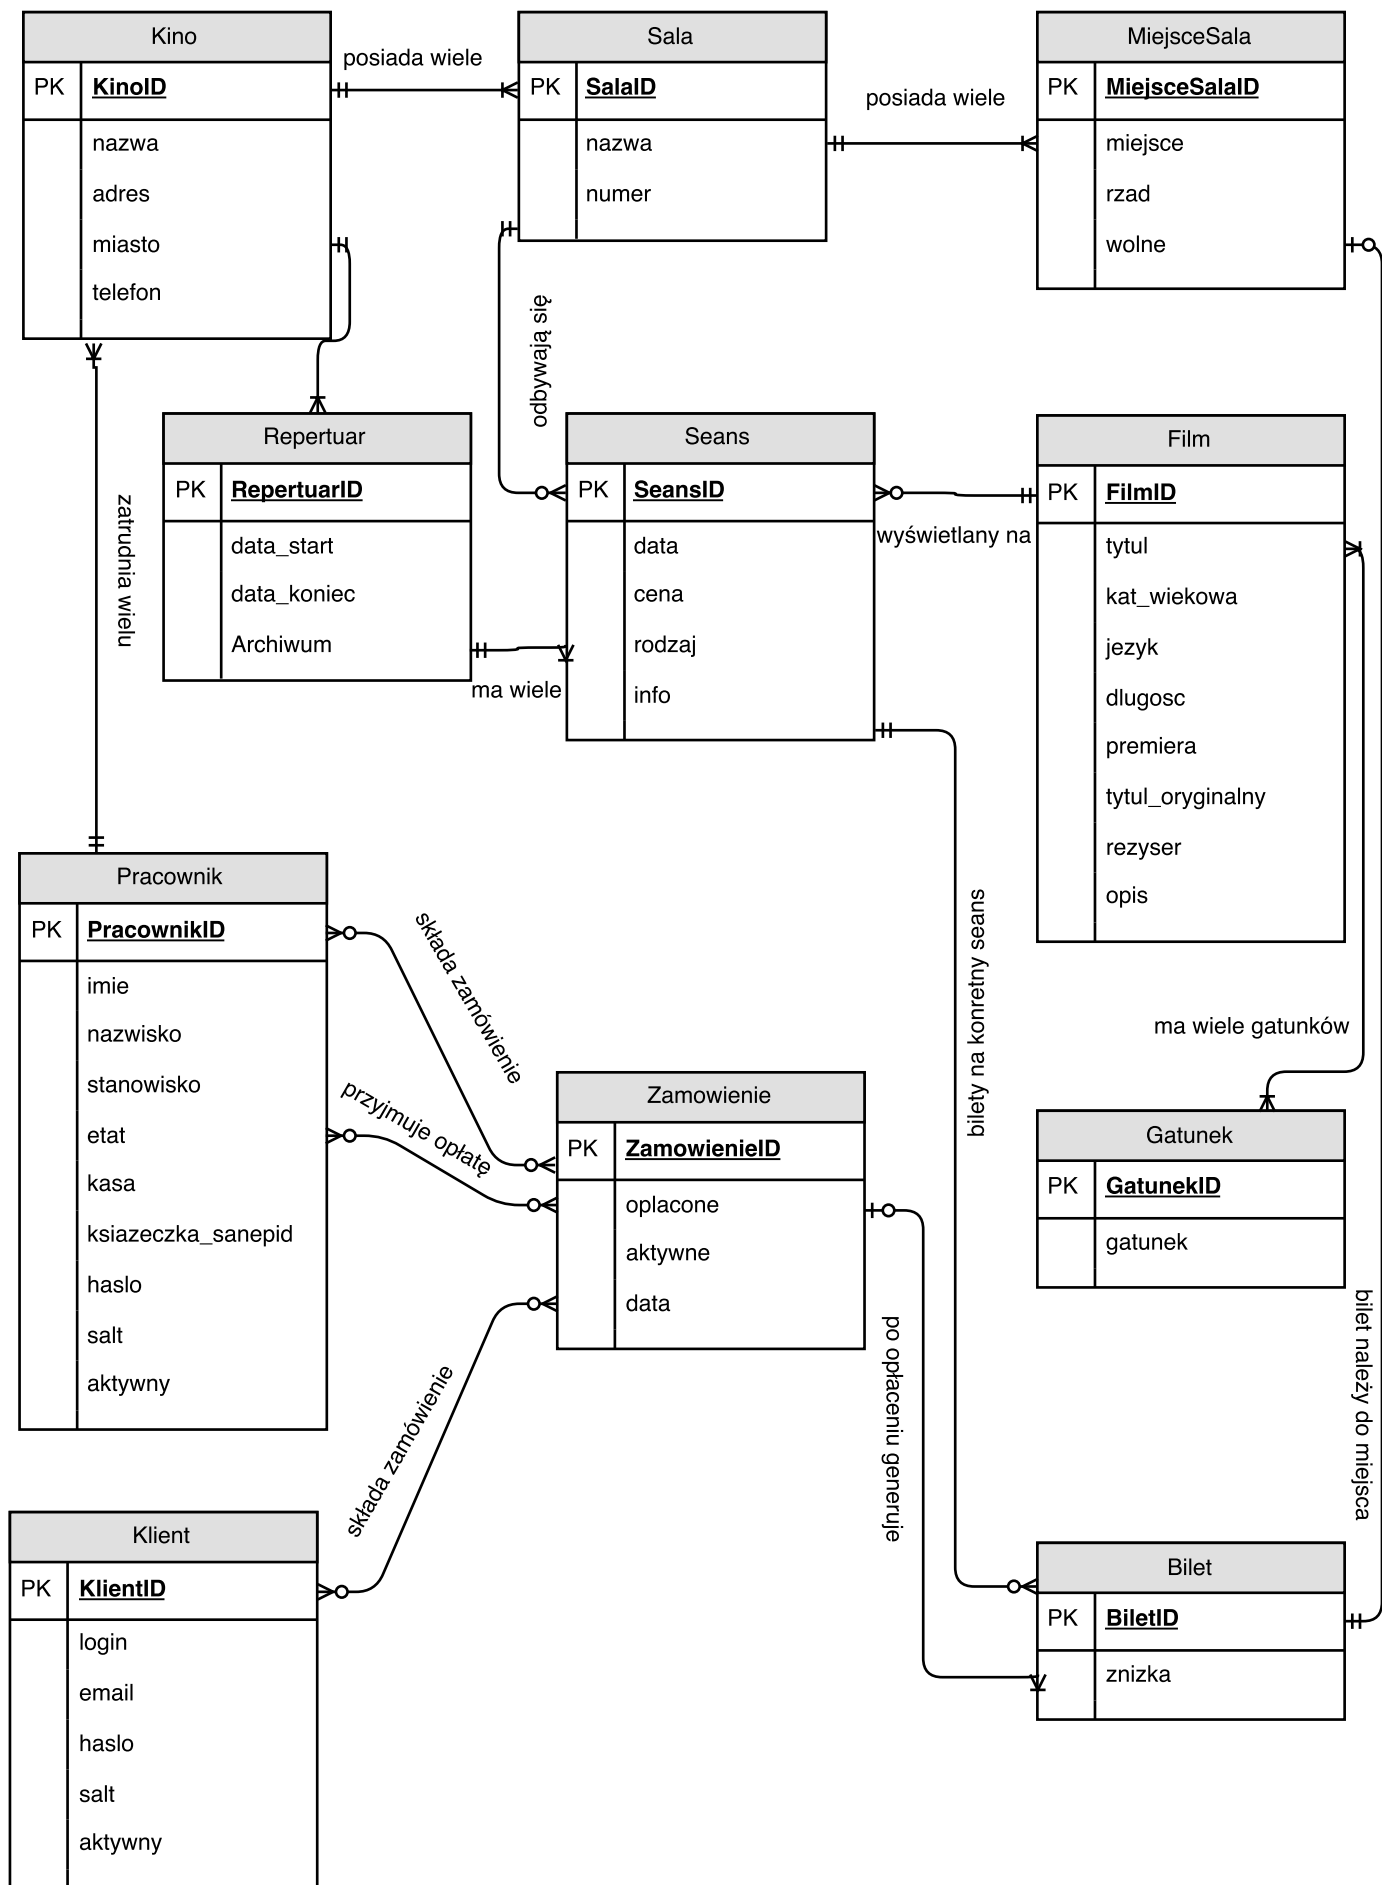 Kino
PK KinoID
nazwa
adres
miasto
telefon
posiada wiele
Sala
PK SalaID
nazwa
numer
posiada wiele
MiejsceSala
PK MiejsceSalaID
miejsce
rzad
wolne
odbywają się
zatrudnia wielu
Repertuar
PK RepertuarID
data_start
data_koniec
Archiwum
ma wiele
Seans
PK SeansID
data
cena
rodzaj
info
wyświetlany na
Film
PK FilmID
tytul
kat_wiekowa
jezyk
dlugosc
premiera
tytul_oryginalny
rezyser
opis
Pracownik
PK PracownikID
imie
nazwisko
stanowisko
etat
kasa
ksiazeczka_sanepid
haslo
salt
aktywny
składa zamówienie
przyjmuje opłatę
składa zamówienie
Zamowienie
PK ZamowienieID
oplacone
aktywne
data
po opłaceniu generuje
bilety na konretny seans
ma wiele gatunków
Gatunek
PK GatunekID
gatunek
bilet należy do miejsca
Klient
PK KlientID
login
email
haslo
salt
aktywny
Bilet
PK BiletID
znizka